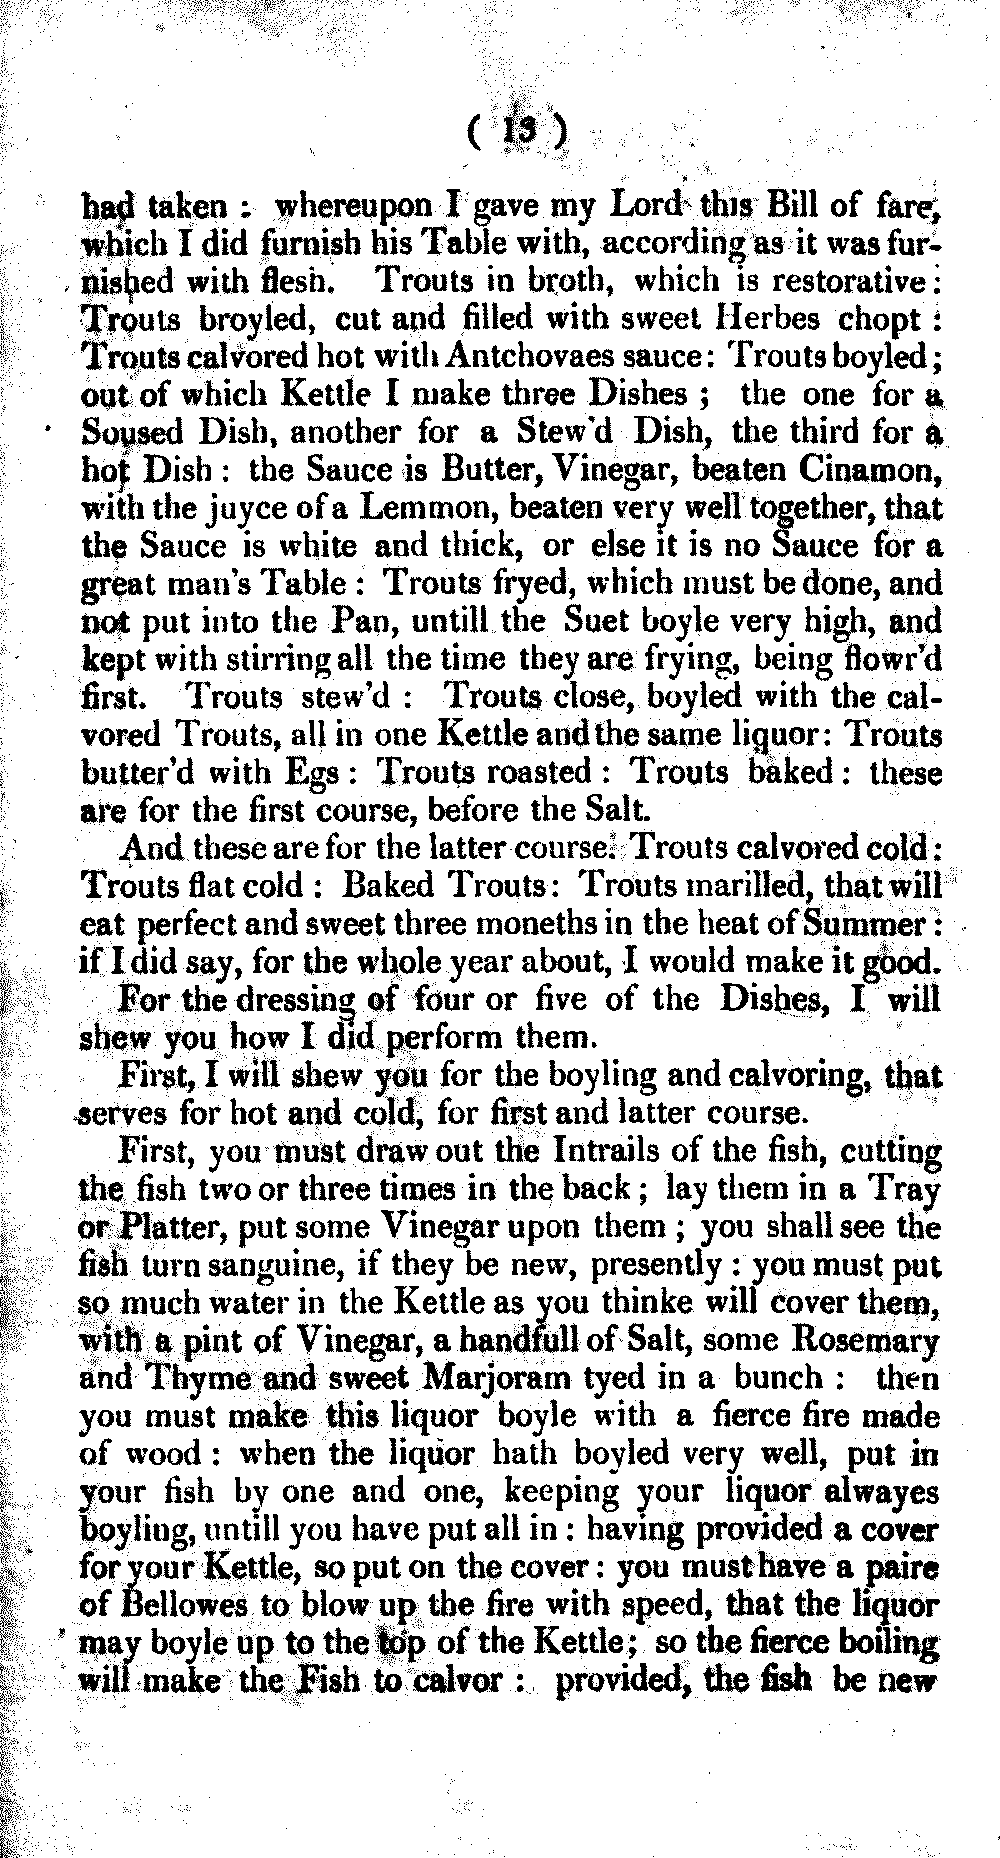 ( 13 )
had taken : whereupon I gave my Lord this Bill of fare,
which I did furnish his Table with, according as it was fur-
nished with flesh. Trouts in broth, which is restorative :
Trouts broyled, cut and filled with sweet Herbes chopt :
Trouts calvored hot with Antchovaes sauce : Trouts boyled ;
out of which Kettle I make three Dishes ; the one for a
Soused Dish, another for a Stew'd Dish, the third for a
hot Dish : the Sauce is Butter, Vinegar, beaten Cinamon,
with the juyce of a Lemmon, beaten very well together, that
the Sauce is white and thick, or else it is no Sauce for a
great man's Table : Trouts fryed, which must be done, and
not put into the Pan, untill the Suet boyle very high, and
kept with stirring all the time they are frying, being flowr'd
first. Trouts stew'd : Trouts close, boyled with the cal-
vored Trouts, all in one Kettle and the same liquor : Trouts
butter'd with Egs : Trouts roasted : Trouts baked : these
are for the first course, before the Salt.
And these are for the latter course. Trouts calvored cold :
Trouts flat cold : Baked Trouts : Trouts marilled, that will
eat perfect and sweet three moneths in the heat of Summer :
if I did say, for the whole year about, I would make it good.
For the dressing of four or five of the Dishes, I will
shew you how I did perform them.
First, I will shew you for the boyling and calvoring, that
serves for hot and cold, for first and latter course.
First, you must draw out the Intrails of the fish, cutting
the fish two or three times in the back ; lay them in a Tray
or Platter, put some Vinegar upon them ; you shall see the
fish turn sanguine, if they be new, presently : you must put
so much water in the Kettle as you thinke will cover them,
with a pint of Vinegar, a handfull of Salt, some Rosemary
and Thyme and sweet Marjoram tyed in a bunch : then
you must make this liquor boyle with a fierce fire made
of wood : when the liquor hath boyled very well, put in
your fish by one and one, keeping your liquor alwayes
boyling, untill you have put all in : having provided a cover
for your Kettle, so put on the cover : you must have a paire
of Bellowes to blow up the fire with speed, that the liquor
may boyle up to the top of the Kettle ; so the fierce boiling
will make the Fish to calvor : provided, the fish be new